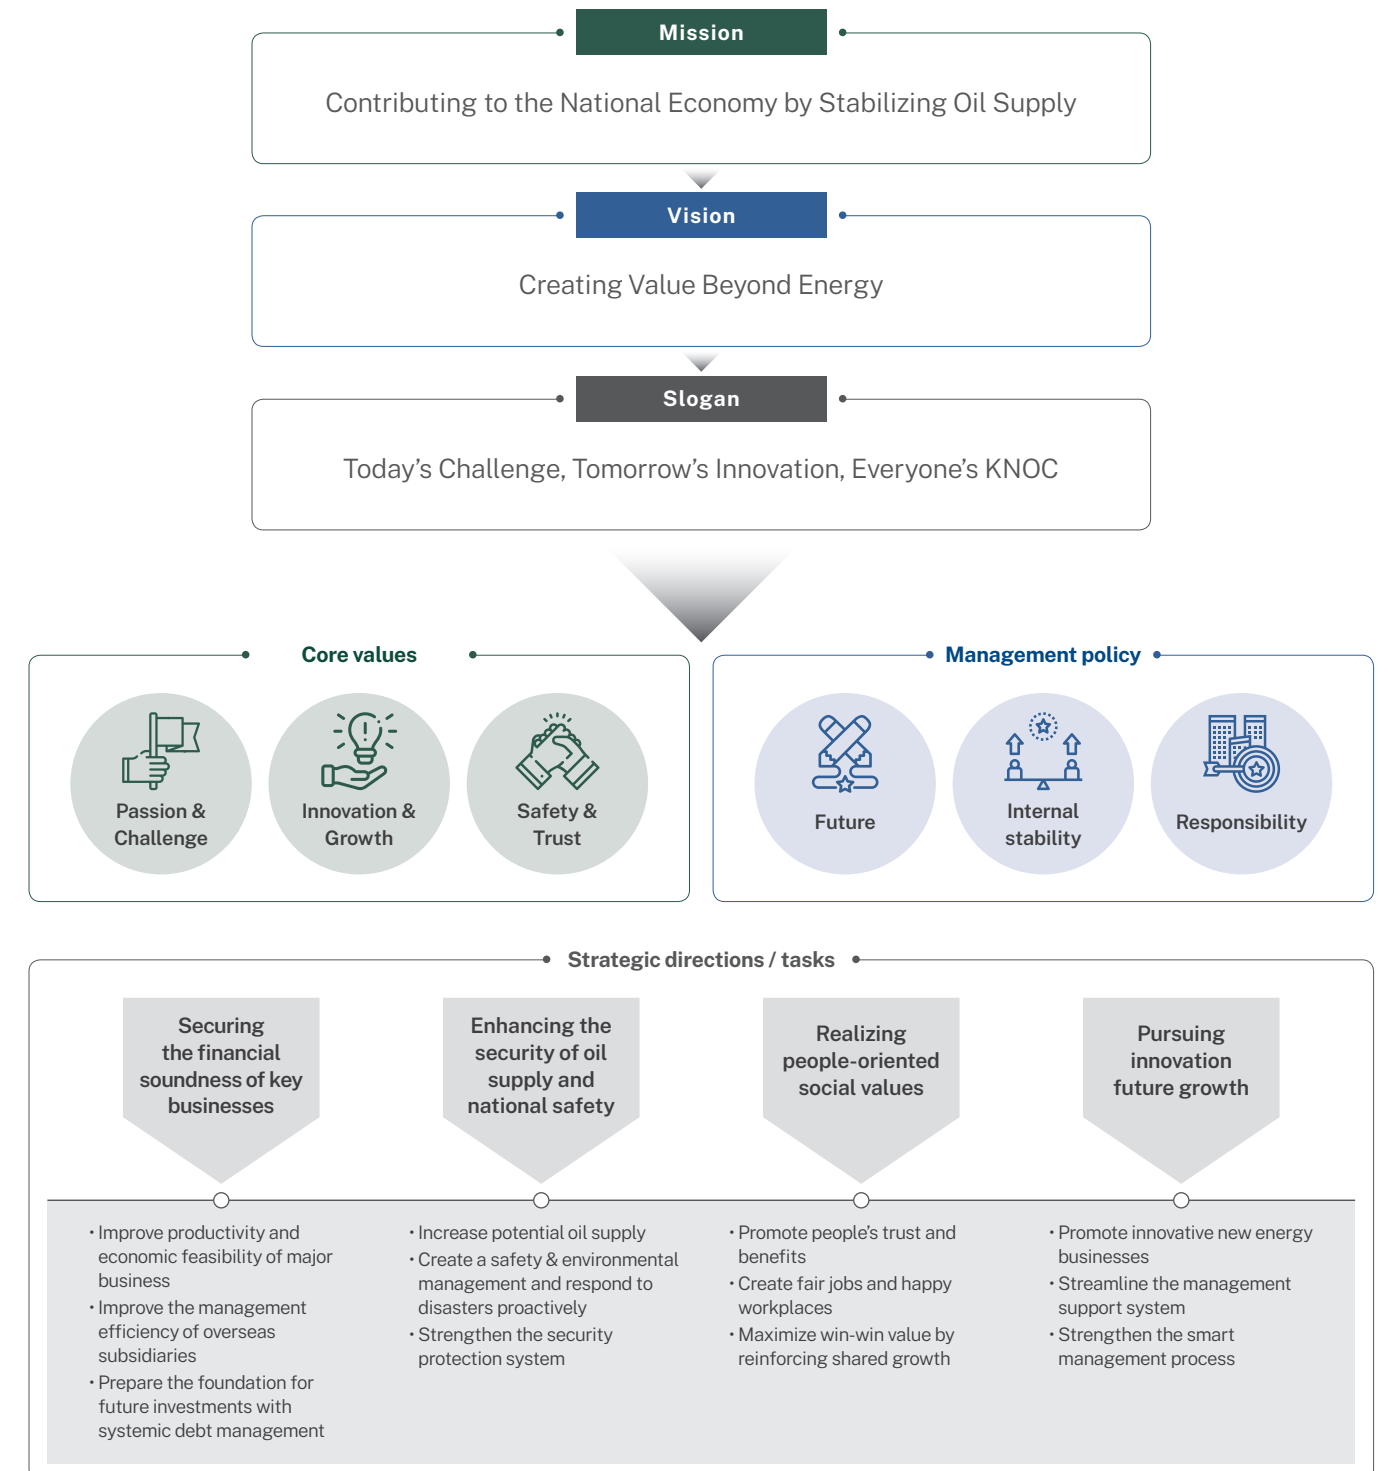 Mission
Contributing to the National Economy by Stabilizing Oil Supply
Vision
Creating Value Beyond Energy
Slogan
Today's Challenge, Tomorrow's Innovation, Everyone's KNOC
Core values
Passion &
Challenge
Innovation &
Growth
Safety &
Trust
Management policy
Future
Internal
stability
Responsibility
Strategic directions / tasks
Securing
the financial
soundness of key
businesses
• Improve productivity and
economic feasibility of major
business
• Improve the management
efficiency of overseas
subsidiaries
• Prepare the foundation for
future investments with
systemic debt management
Enhancing the
security of oil
supply and
national safety
• Increase potential oil supply
• Create a safety & environmental
management and respond to
disasters proactively
• Strengthen the security
protection system
Realizing
people-oriented
social values
• Promote people's trust and
benefits
• Create fair jobs and happy
workplaces
• Maximize win-win value by
reinforcing shared growth
Pursuing
innovation
future growth
• Promote innovative new energy
businesses
• Streamline the management
support system
• Strengthen the smart
management process